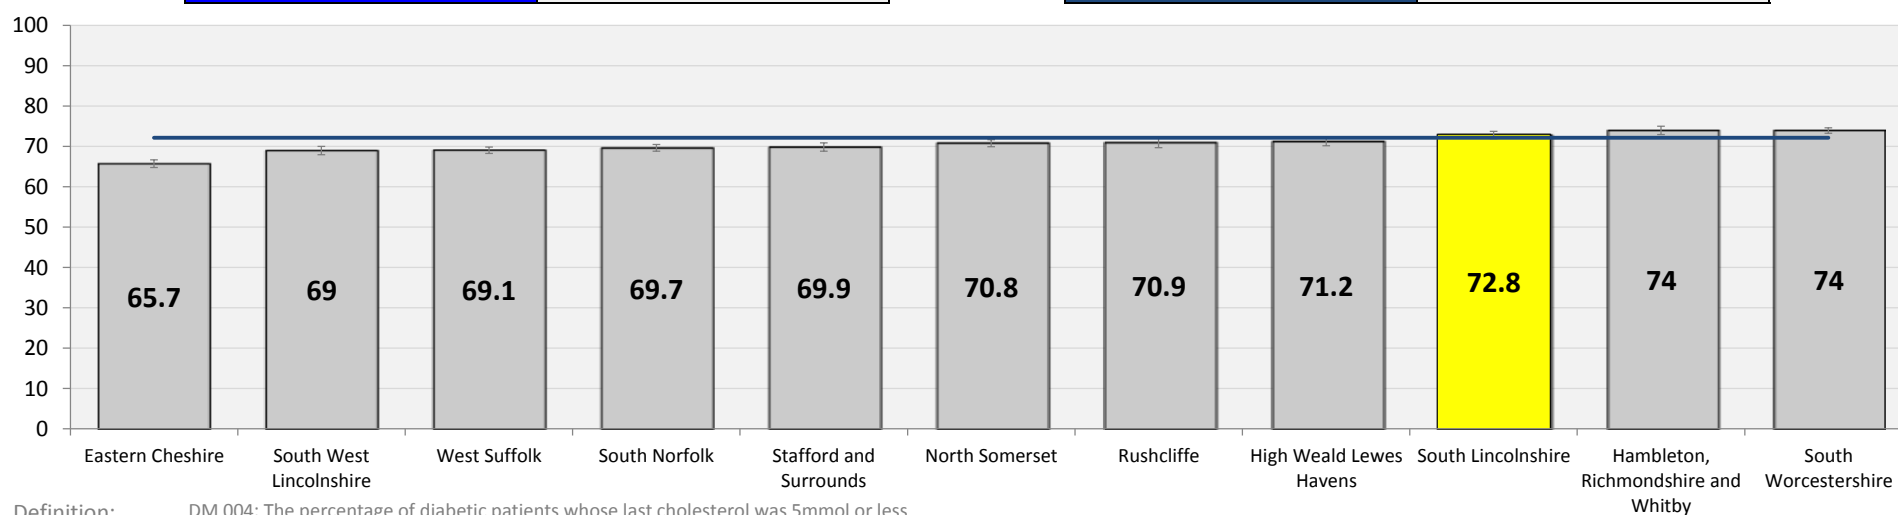 100
90
80
70
60
50
40
30
20
10
0
65.7
69
69.1
69.7
69.9
70.8
70.9
71.2
72.8
74
74
Eastern Cheshire
South West
Lincolnshire
West Suffolk
South Norfolk
Stafford and
Surrounds
North Somerset
Rushcliffe
High Weald Lewes
Havens
South Lincolnshire
Hambleton,
Richmondshire and
Whitby
South
Worcestershire
Definition: DM 004: The percentage of diabetic patients whose last cholesterol was 5mmol or less